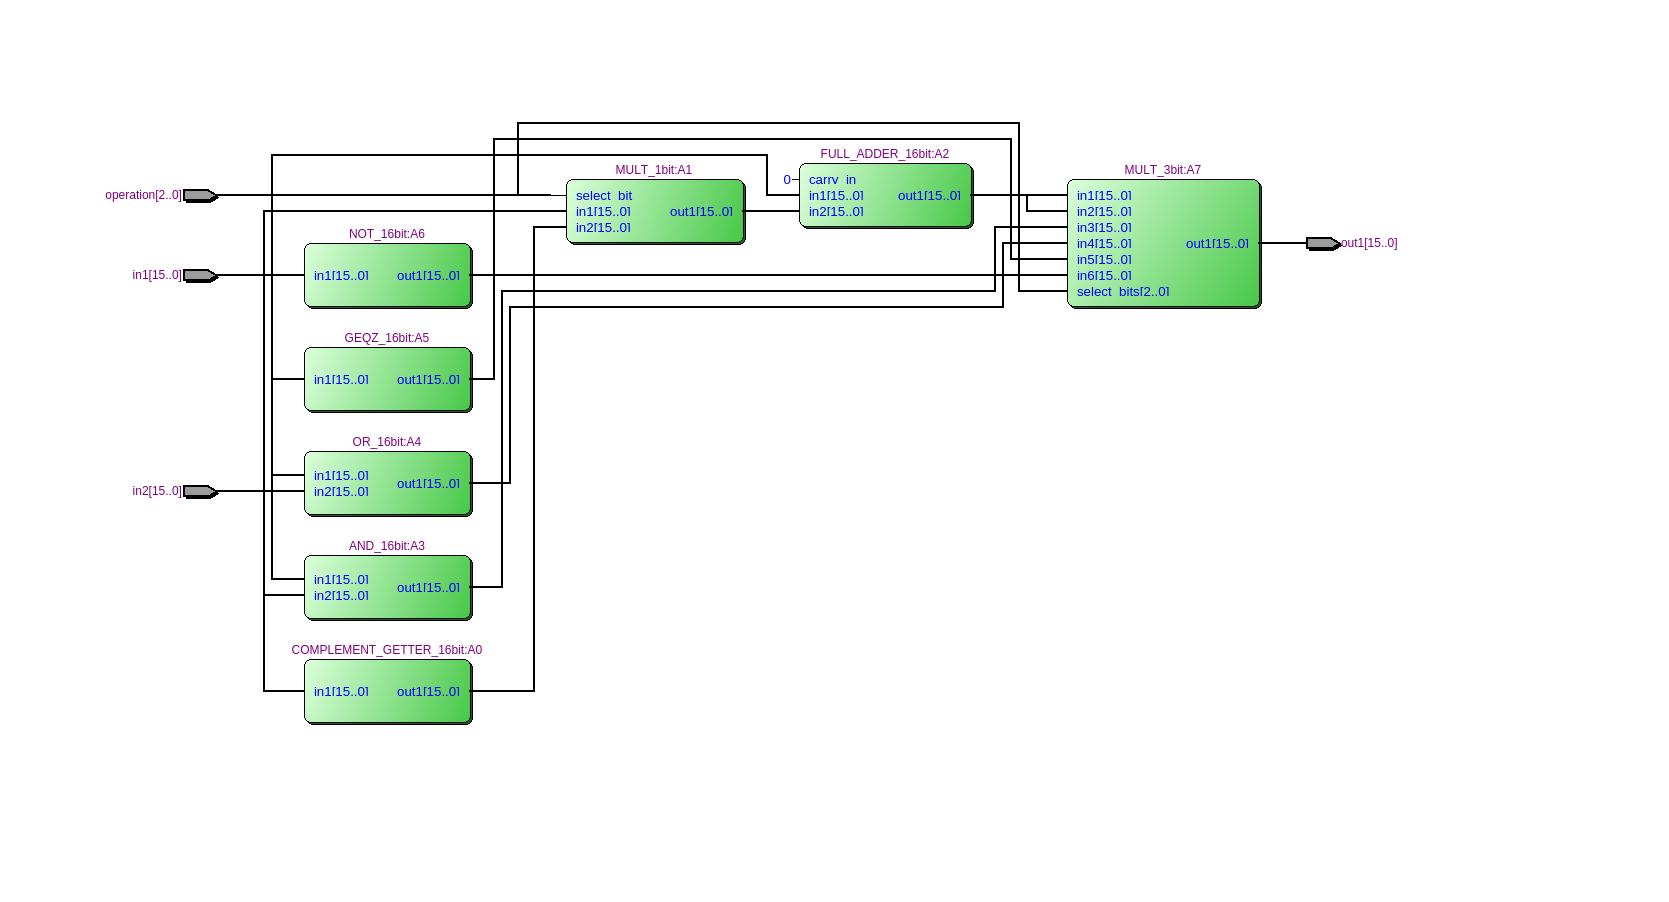 FULL_ADDER_16bit:A2
MULT_1bit:A1
MULT_3bit:A7
0
carry_in
operation[2..0]
select_bit
in1[15..0]
out1[15..0]
in1[15..0]
in1[15..0]
out1[15..0]
in2[15..0]
in2[15..0]
in2[15..0]
in2[15..0]
in3[15..0]
NOT_16bit:A6
in4[15..0]
out1[15..0]
out1[15..0]
in5[15..0]
in1[15..0]
in1[15..0]
out1[15..0]
in6[15..0]
select_bits[2..0]
GEQZ_16bit:A5
in1[15..0]
out1[15..0]
OR_16bit:A4
in1[15..0]
out1[15..0]
in2[15..0]
in2[15..0]
AND_16bit:A3
in1[15..0]
out1[15..0]
in2[15..0]
COMPLEMENT_GETTER_16bit:A0
in1[15..0]
out1[15..0]